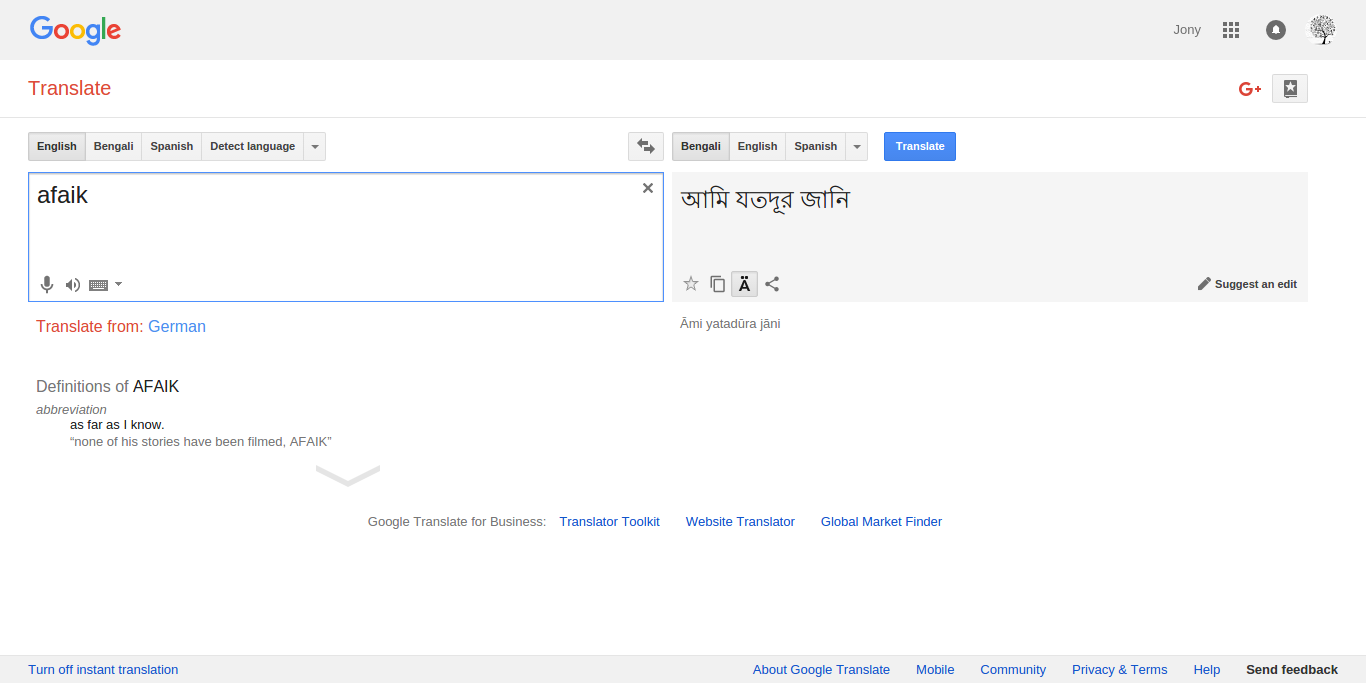 Google
Jony
Translate
G+
English Bengali Spanish Detect language
Bengali English Spanish
Translate
afaik
আমি যতদূর জানি
Ä
Suggest an edit
Translate from: German
Āmi yatadūra jāni
Definitions of AFAIK
abbreviation
as far as I know.
“none of his stories have been filmed, AFAIK”
Google Translate for Business: Translator Toolkit Website Translator Global Market Finder
Turn off instant translation About Google Translate Mobile Community Privacy & Terms Help Send feedback